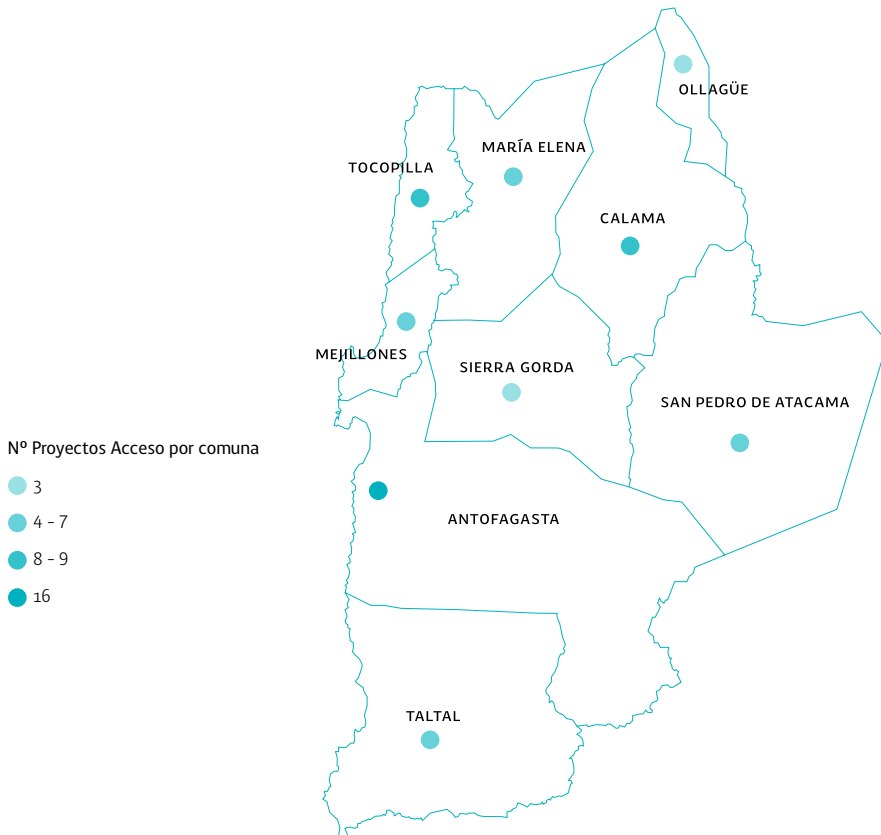 OLLAGÜE
MARÍA ELENA
TOCOPILLA
CALAMA
MEJILLONES
SIERRA GORDA
SAN PEDRO DE ATACAMA
Nº Proyectos Acceso por comuna
3
4 - 7
8 - 9
16
ANTOFAGASTA
TALTAL